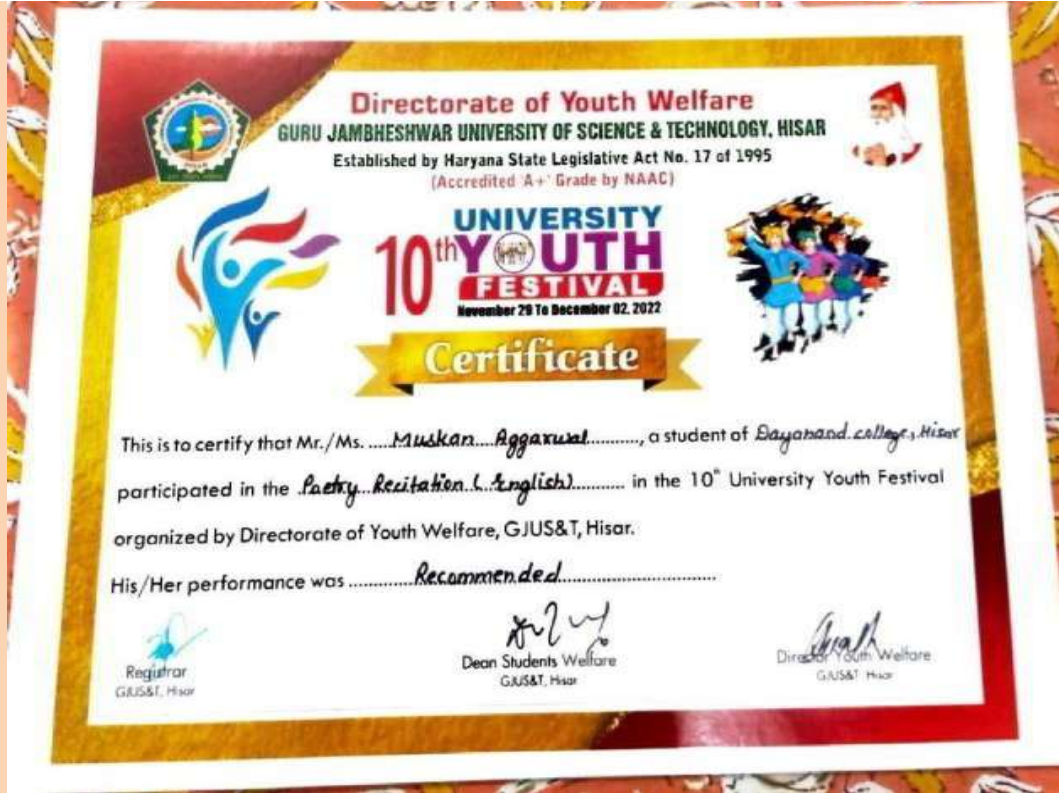 Directorate of Youth Welfare
GURU JAMBHESHWAR UNIVERSITY OF SCIENCE & TECHNOLOGY, HISAR
Established by Haryana State Legislative Act No. 17 of 1995
(Accredited 'A+' Grade by NAAC)
HISAR
10th UNIVERSITY
YOUTH
FESTIVAL
November 29 To December 02, 2022
Certificate
This is to certify that Mr./Ms. .....Muskan Aggarwal.........., a student of Dayanand college, Hisar
participated in the .Poetry Recitation (English)........... in the 10th University Youth Festival
organized by Directorate of Youth Welfare, GJUS&T, Hisar.
His/Her performance was ............Recommended..................................
Registrar
GJUS&T, Hisar
Dean Students Welfare
GJUS&T, Hisar
Director Youth Welfare
GJUS&T Hisar